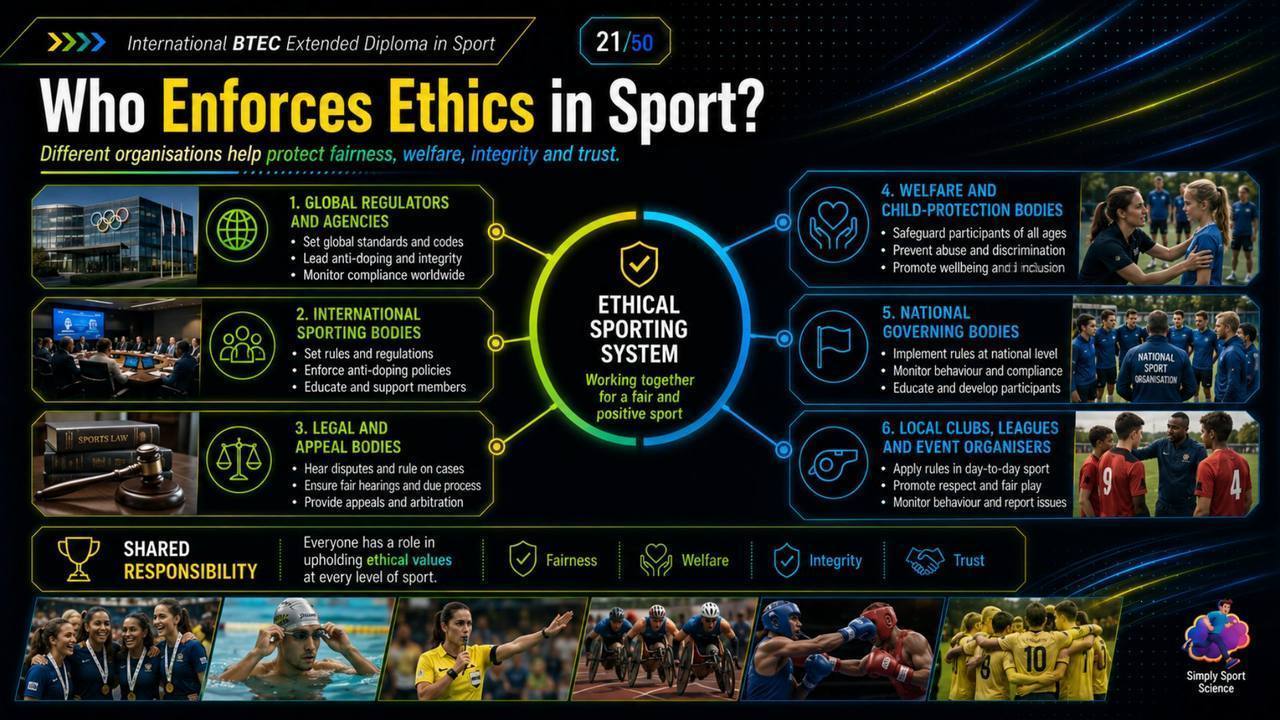 International BTEC Extended Diploma in Sport
21/50
Who Enforces Ethics in Sport?
Different organisations help protect fairness, welfare, integrity and trust.
1. GLOBAL REGULATORS
AND AGENCIES
• Set global standards and codes
• Lead anti-doping and integrity
• Monitor compliance worldwide
2. INTERNATIONAL
SPORTING BODIES
• Set rules and regulations
• Enforce anti-doping policies
• Educate and support members
SPORTS LAW
3. LEGAL AND
APPEAL BODIES
• Hear disputes and rule on cases
• Ensure fair hearings and due process
• Provide appeals and arbitration
ETHICAL
SPORTING
SYSTEM
Working together
for a fair and
positive sport
4. WELFARE AND
CHILD-PROTECTION BODIES
• Safeguard participants of all ages
• Prevent abuse and discrimination
• Promote wellbeing and inclusion
5. NATIONAL
GOVERNING BODIES
• Implement rules at national level
• Monitor behaviour and compliance
• Educate and develop participants
NATIONAL
SPORT
ORGANISATION
6. LOCAL CLUBS, LEAGUES
AND EVENT ORGANISERS
• Apply rules in day-to-day sport
• Promote respect and fair play
• Monitor behaviour and report issues
9
4
SHARED
RESPONSIBILITY
Everyone has a role in
upholding ethical values
at every level of sport.
Fairness
Welfare
Integrity
Trust
8
10
Simply Sport
Science